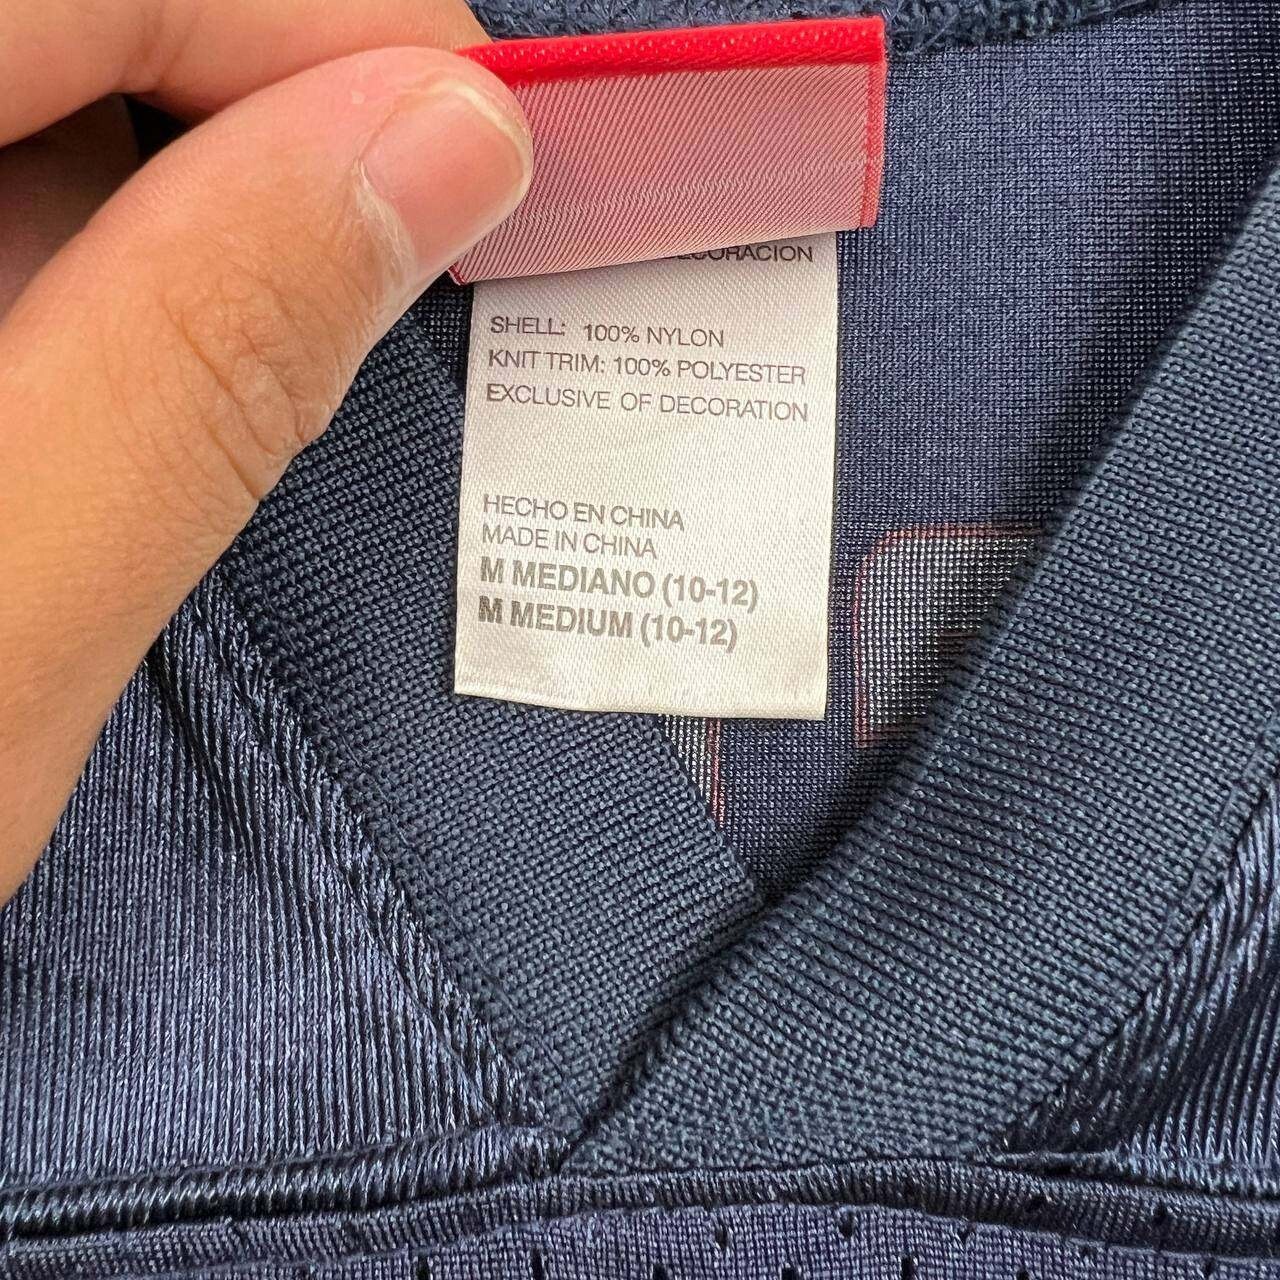 SHELL: 100% NYLON
KNIT TRIM: 100% POLYESTER
EXCLUSIVE OF DECORATION
HECHO EN CHINA
MADE IN CHINA
M MEDIANO (10-12)
M MEDIUM (10-12)